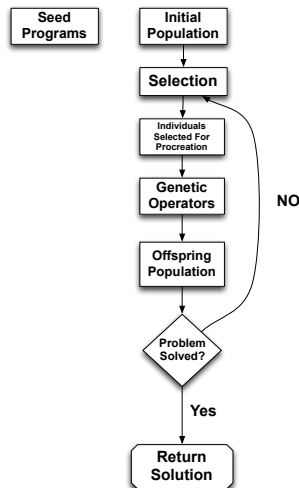 Seed
Programs
Initial
Population
Selection
Individuals
Selected For
Procreation
Genetic
Operators
NO
Offspring
Population
Problem
Solved?
Yes
Return
Solution